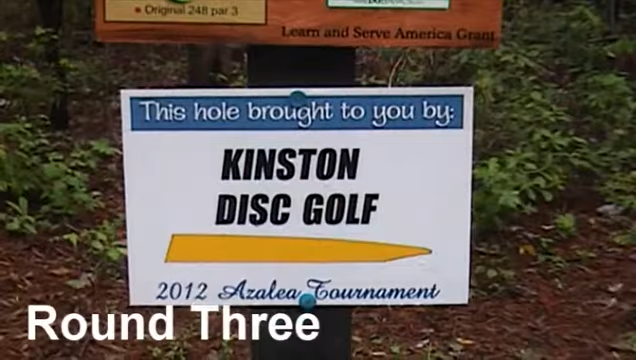 • Original 248 par 3
Learn and Serve America Grant
This hole brought to you by:
KINSTON
DISC GOLF
2012 Azalea Tournament
Round Three